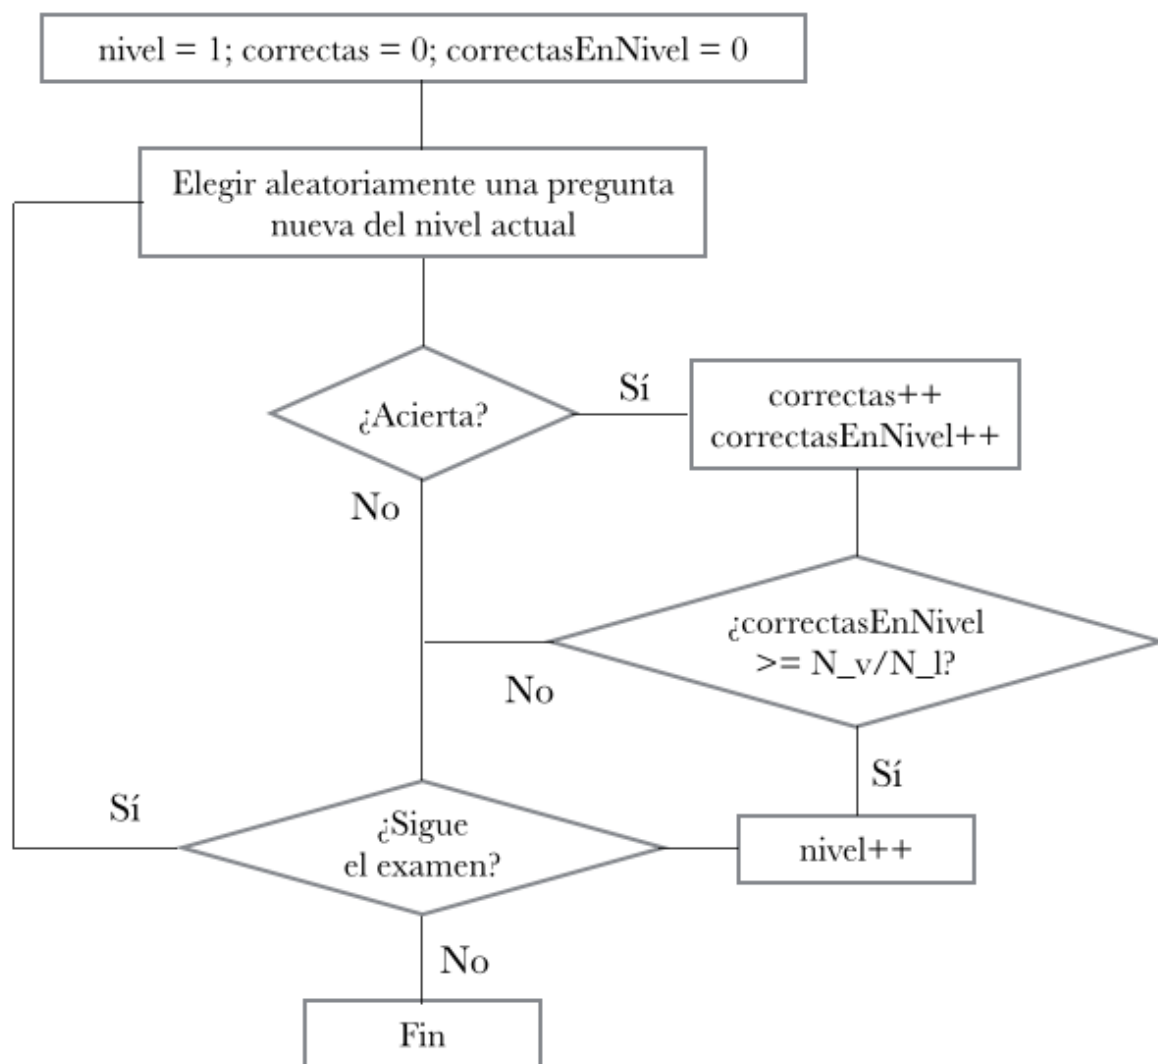 nivel = 1; correctas = 0; correctasEnNivel = 0
Elegir aleatoriamente una pregunta
nueva del nivel actual
¿Acierta?
Sí
correctas++
correctasEnNivel++
No
¿correctasEnNivel
>= N_v/N_l?
No
Sí
nivel++
Sí
¿Sigue
el examen?
No
Fin